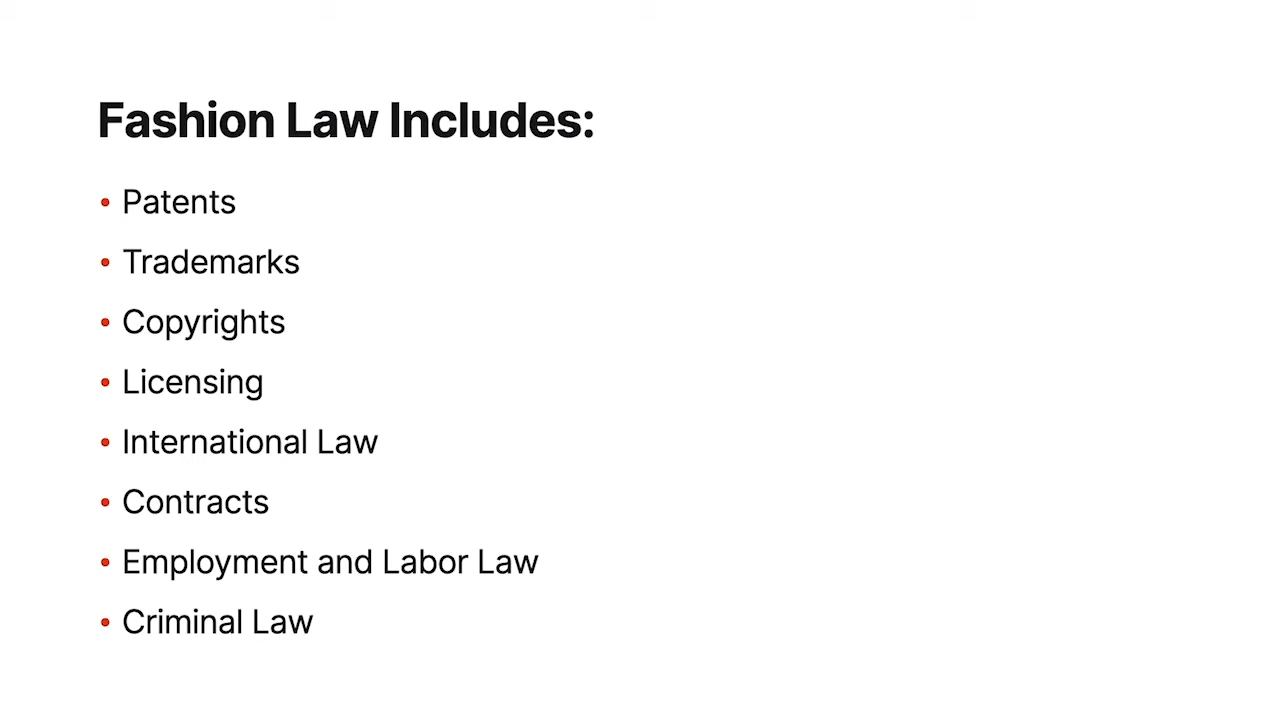 Fashion Law Includes:
• Patents
• Trademarks
• Copyrights
• Licensing
• International Law
• Contracts
• Employment and Labor Law
• Criminal Law